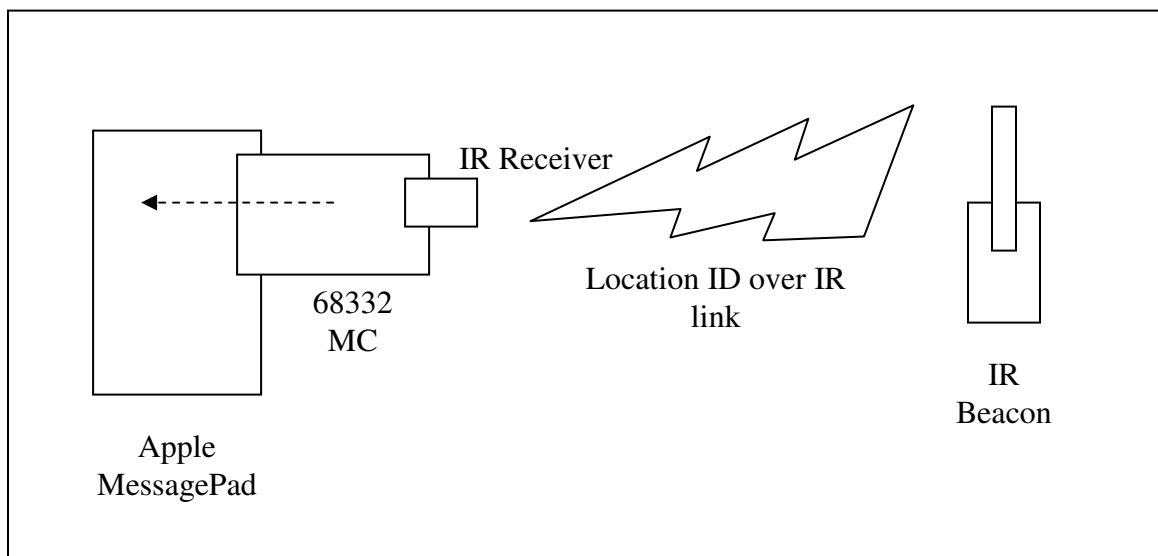 IR Receiver
68332
MC
Location ID over IR
link
IR
Beacon
Apple
MessagePad